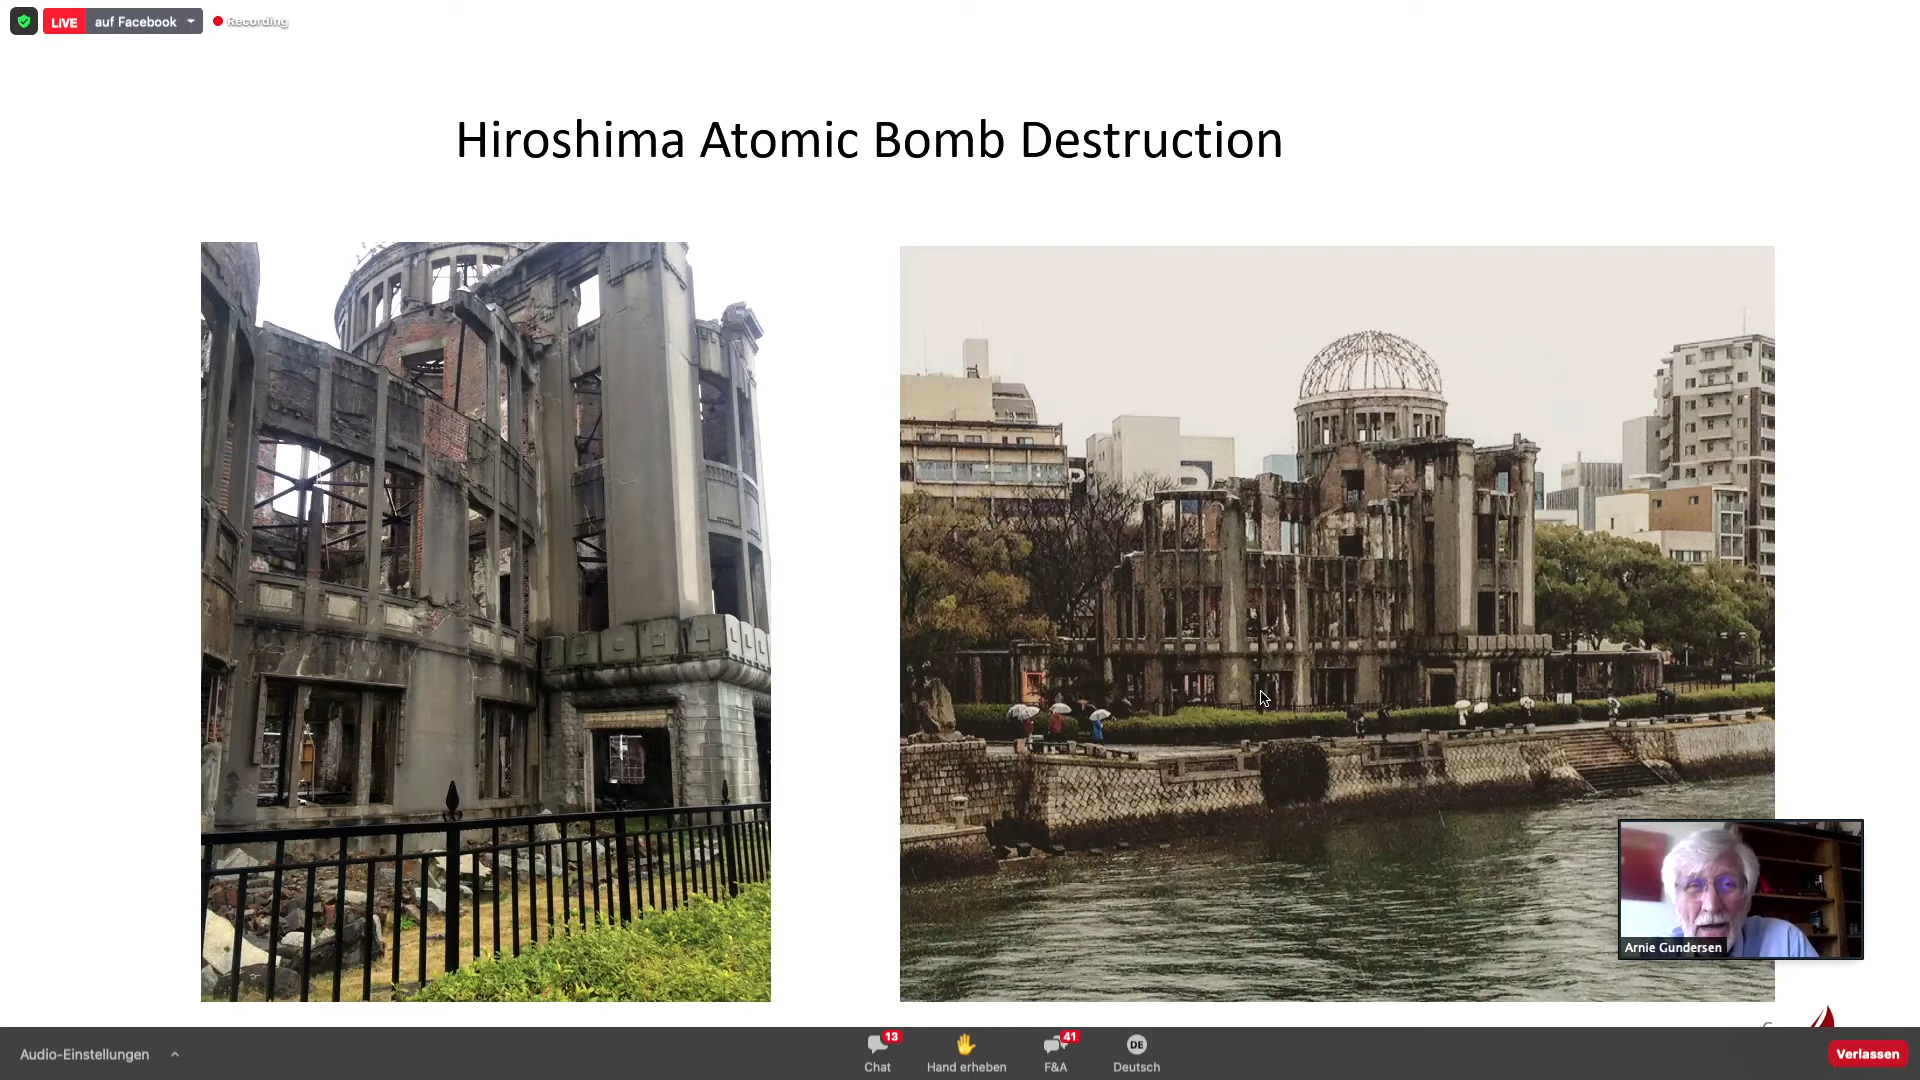 LIVE auf Facebook Recording
Hiroshima Atomic Bomb Destruction
Arnie Gundersen
Audio-Einstellungen
13
Chat
Hand erheben
41
F&A
DE
Deutsch
Verlassen